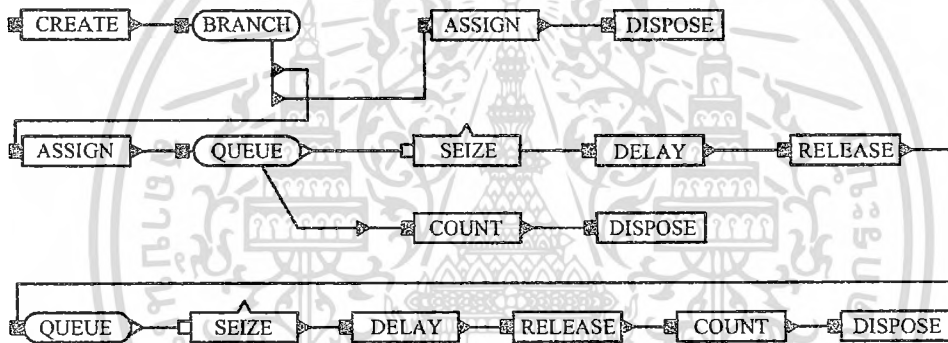 CREATE BRANCH ASSIGN DISPOSE
ASSIGN QUEUE SEIZE DELAY RELEASE
COUNT DISPOSE
QUEUE SEIZE DELAY RELEASE COUNT DISPOSE